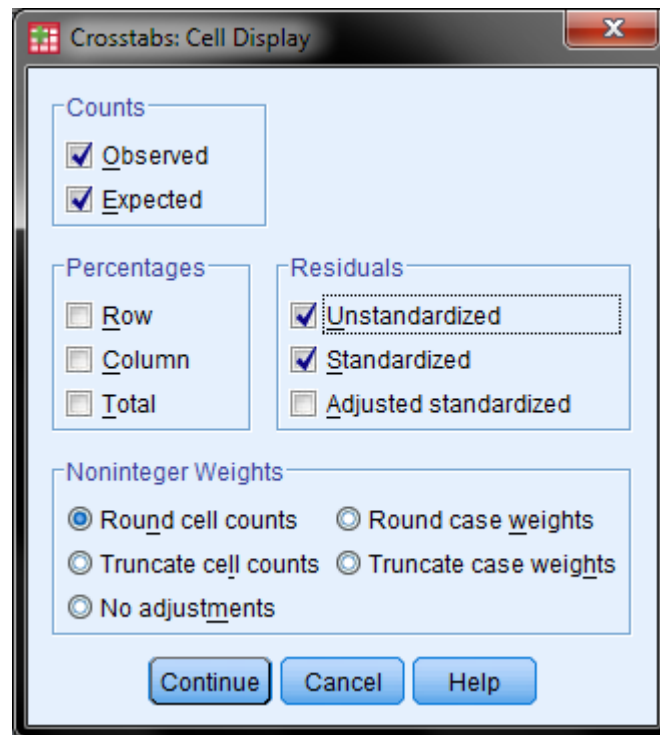 Crosstabs: Cell Display
Counts
Observed
Expected
Percentages
Row
Column
Total
Residuals
Unstandardized
Standardized
Adjusted standardized
Noninteger Weights
Round cell counts
Round case weights
Truncate cell counts
Truncate case weights
No adjustments
Continue
Cancel
Help